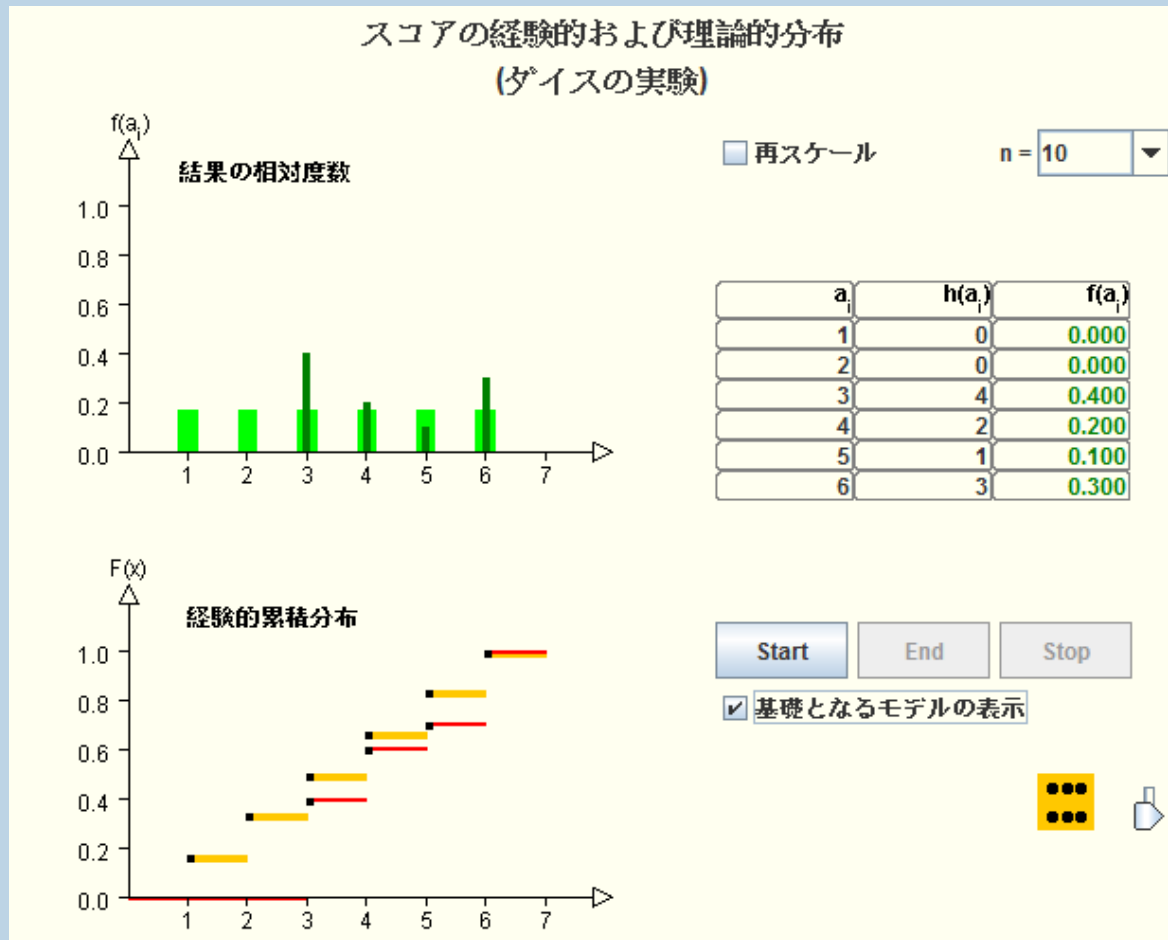 スコアの経験的および理論的分布
(ダイスの実験)
f(aᵢ)
結果の相対度数
1.0
0.8
0.6
0.4
0.2
0.0
1 2 3 4 5 6 7
再スケール
n = 10
aᵢ h(aᵢ) f(aᵢ)
1 0 0.000
2 0 0.000
3 4 0.400
4 2 0.200
5 1 0.100
6 3 0.300
F(x)
経験的累積分布
1.0
0.8
0.6
0.4
0.2
0.0
1 2 3 4 5 6 7
Start End Stop
基礎となるモデルの表示